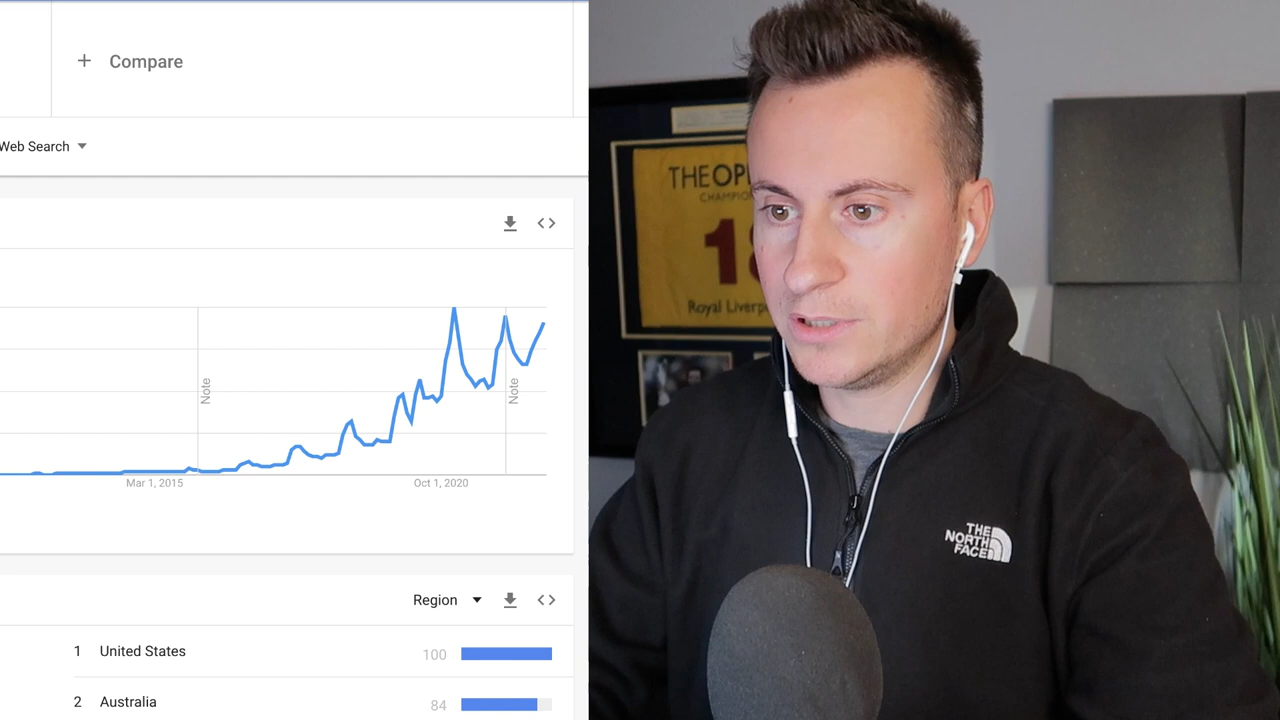 + Compare
Web Search
Note
Note
Mar 1, 2015
Oct 1, 2020
Region
1 United States 100
2 Australia 84
THE OP
CHAMPIO
18
Royal Liverp
THE
NORTH
FACE